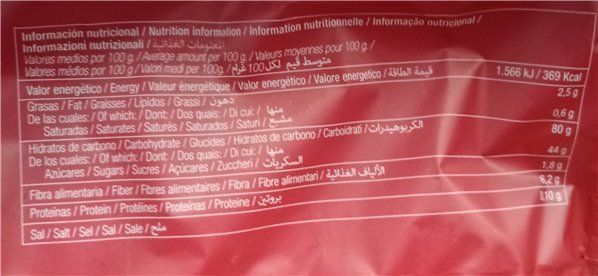 Información nutricional / Nutrition information / Information nutritionnelle / Informação nutricional /
Informazioni nutrizionali / معلومات الغذائية
Valores medios por 100 g / Average amount per 100 g / Valeurs moyennes pour 100 g /
Valores médios por 100 g / Valori medi per 100g / متوسط قيم لكل 100 غرام
Valor energético / Energy / Valeur énergétique / Valor energético / Valore energetico / قيمة الطاقة 1.566 kJ / 369 Kcal
Grasas / Fat / Graisses / Lípidos / Grassi / دهون 2,5 g
De las cuales: / Of which: / Dont: / Dos quais: / Di cui: / منها
Saturadas / Saturates / Saturés / Saturados / Saturi / مشبع 0,6 g
Hidratos de carbono / Carbohydrate / Glucides / Hidratos de carbono / Carboidrati / الكربوهيدرات 80 g
De los cuales: / Of which: / Dont: / Dos quais: / Di cui: / منها
Azúcares / Sugars / Sucres / Açúcares / Zuccheri / السكريات 44 g
Fibra alimentaria / Fiber / Fibres alimentaires / Fibra / Fibre alimentari / الألياف الغذائية 1,8 g
Proteínas / Protein / Protéines / Proteínas / Proteine / بروتين 6,2 g
Sal / Salt / Sel / Sal / Sale / ملح 0,10 g